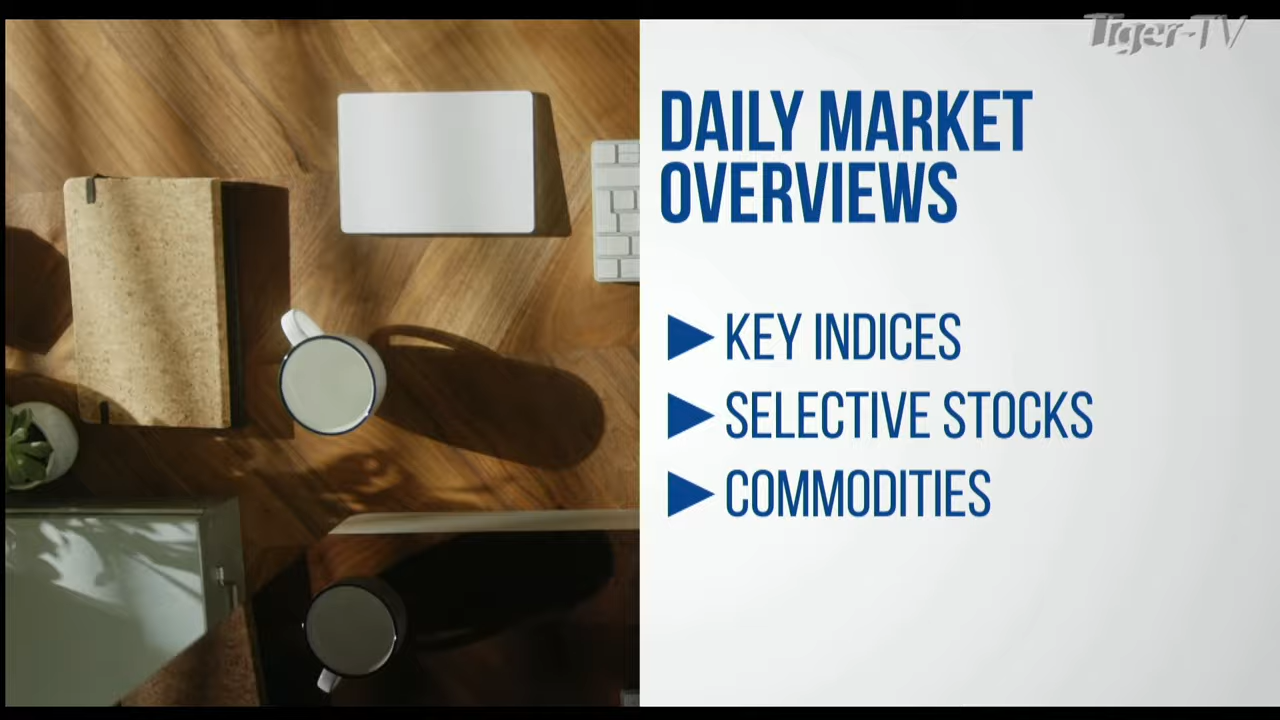 Tiger-TV
DAILY MARKET
OVERVIEWS
▶ KEY INDICES
▶ SELECTIVE STOCKS
▶ COMMODITIES